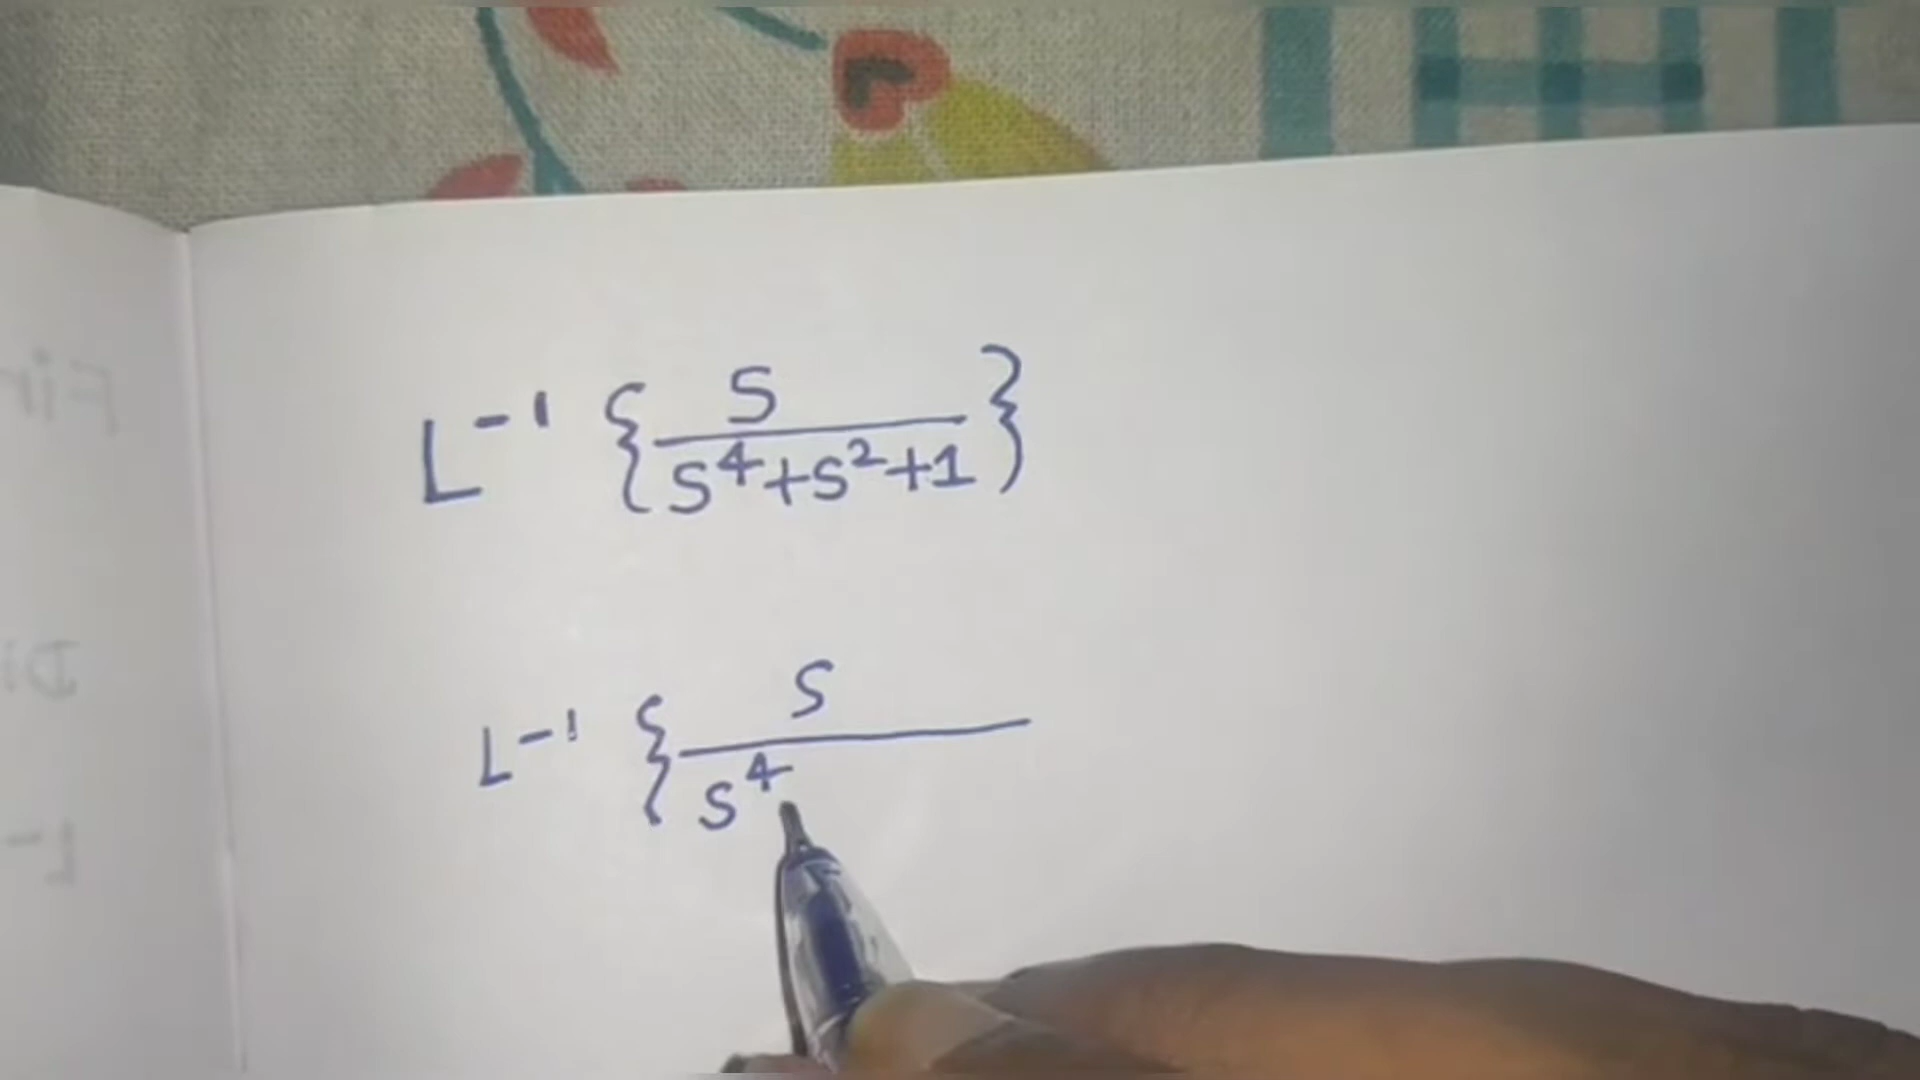 L⁻¹ { S / S⁴+S²+1 }
L⁻¹ { S / S⁴